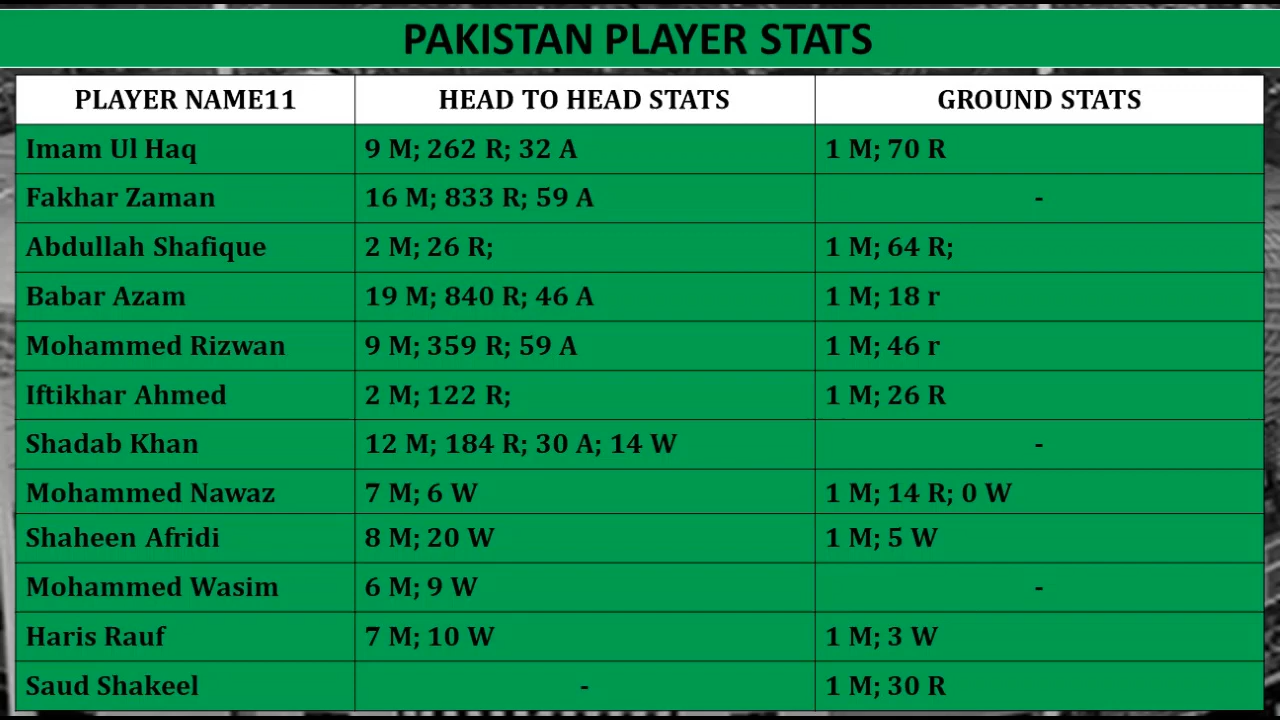 PAKISTAN PLAYER STATS
PLAYER NAME11 HEAD TO HEAD STATS GROUND STATS
Imam Ul Haq 9 M; 262 R; 32 A 1 M; 70 R
Fakhar Zaman 16 M; 833 R; 59 A -
Abdullah Shafique 2 M; 26 R; 1 M; 64 R;
Babar Azam 19 M; 840 R; 46 A 1 M; 18 r
Mohammed Rizwan 9 M; 359 R; 59 A 1 M; 46 r
Iftikhar Ahmed 2 M; 122 R; 1 M; 26 R
Shadab Khan 12 M; 184 R; 30 A; 14 W -
Mohammed Nawaz 7 M; 6 W 1 M; 14 R; 0 W
Shaheen Afridi 8 M; 20 W 1 M; 5 W
Mohammed Wasim 6 M; 9 W -
Haris Rauf 7 M; 10 W 1 M; 3 W
Saud Shakeel - 1 M; 30 R